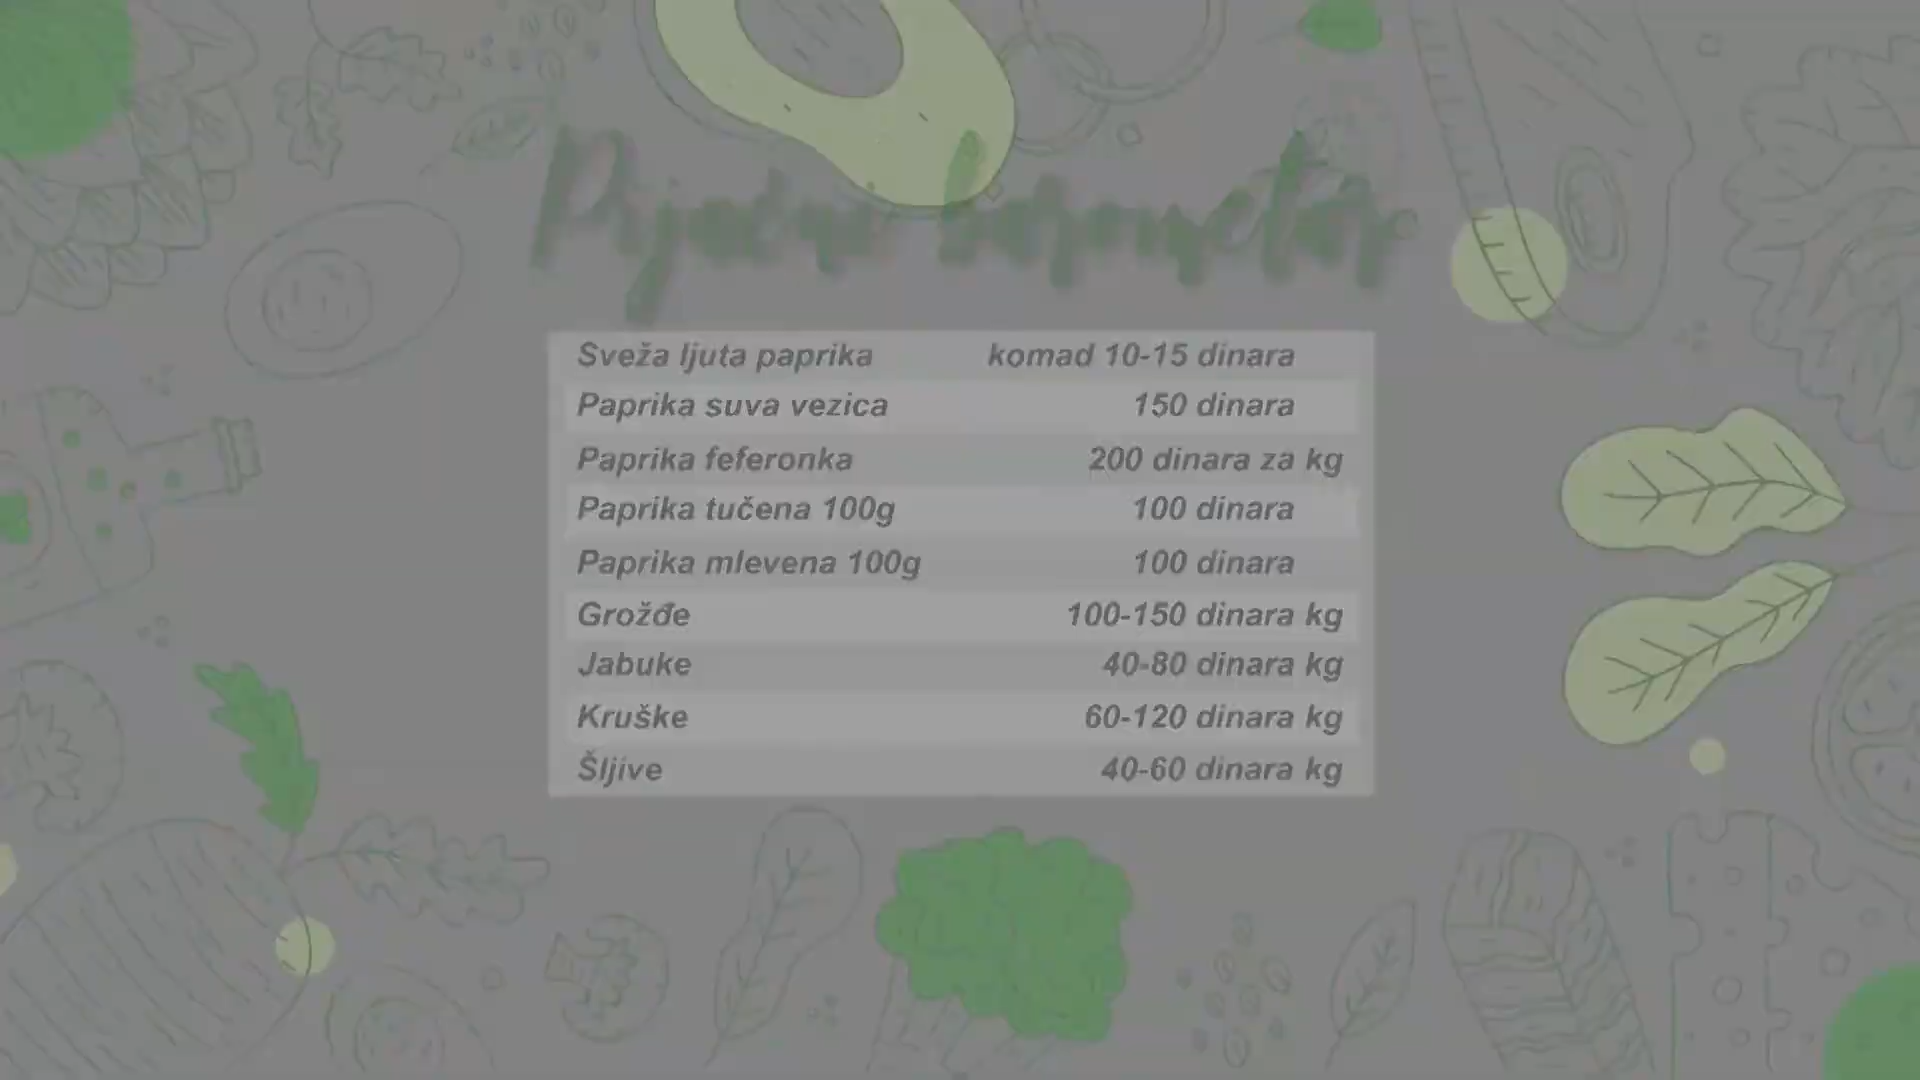 Pijačni barometar
Sveža ljuta paprika komad 10-15 dinara
Paprika suva vezica 150 dinara
Paprika feferonka 200 dinara za kg
Paprika tučena 100g 100 dinara
Paprika mlevena 100g 100 dinara
Grožđe 100-150 dinara kg
Jabuke 40-80 dinara kg
Kruške 60-120 dinara kg
Šljive 40-60 dinara kg